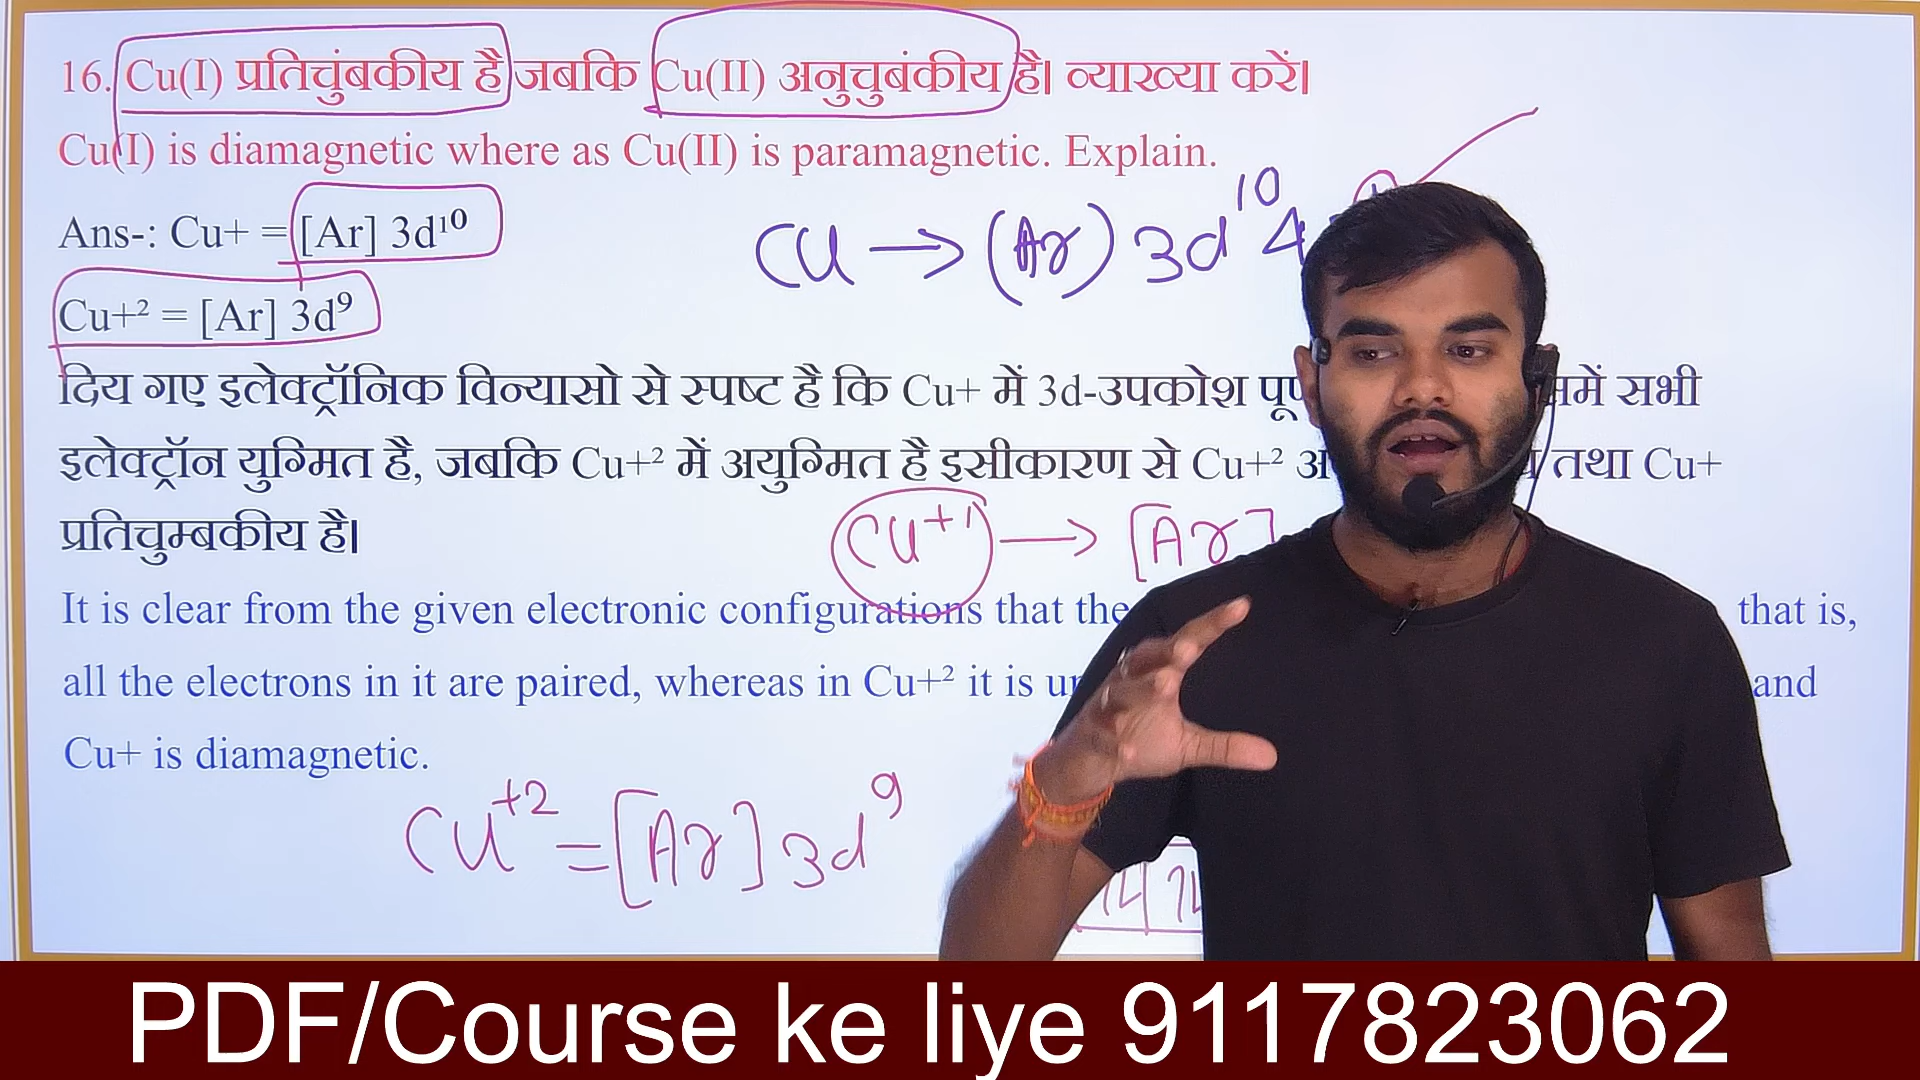 16. Cu(I) प्रतिचुंबकीय है जबकि Cu(II) अनुचुबंकीय है। व्याख्या करें।
Cu(I) is diamagnetic where as Cu(II) is paramagnetic. Explain.
Ans-: Cu+ = [Ar] 3d¹⁰
Cu → (Ar) 3d¹⁰ 4
Cu+² = [Ar] 3d⁹
दिय गए इलेक्ट्रॉनिक विन्यासो से स्पष्ट है कि Cu+ में 3d-उपकोश सभी
इलेक्ट्रॉन युग्मित है, जबकि Cu+² में अयुग्मित है इसीकारण से Cu+² तथा Cu+
प्रतिचुम्बकीय है।
Cu⁺¹ → [Ar]
It is clear from the given electronic configurations that the that is,
all the electrons in it are paired, whereas in Cu+² it is and
Cu+ is diamagnetic.
Cu⁺² = [Ar] 3d⁹
PDF/Course ke liye 9117823062